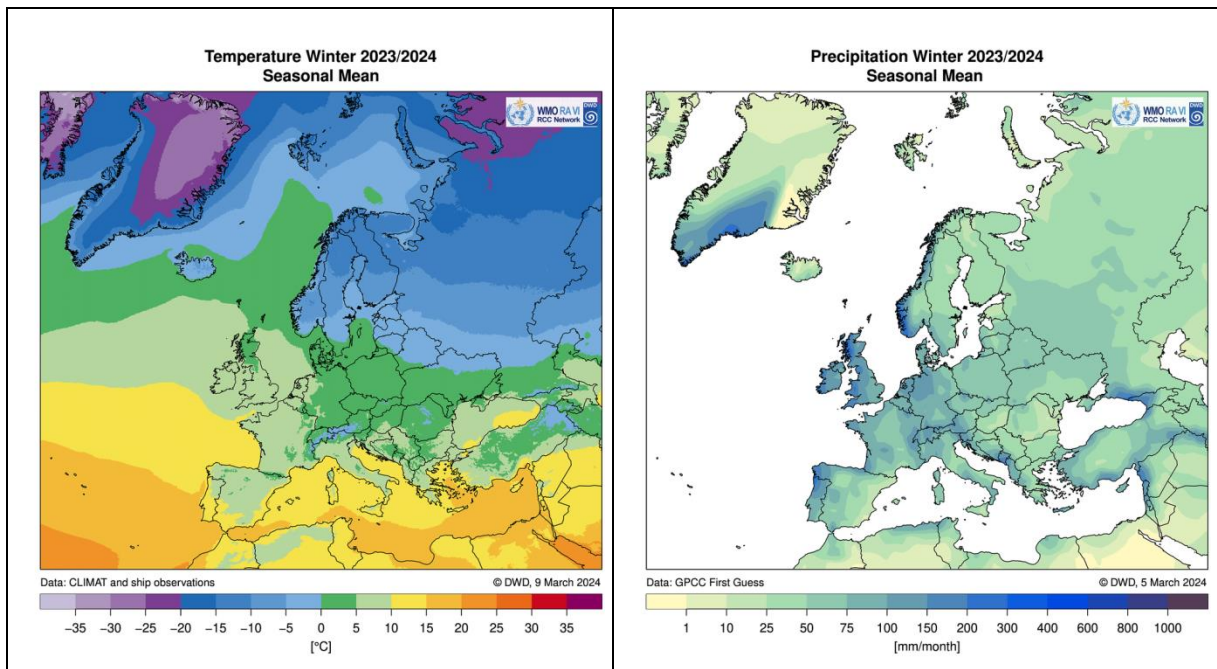 Temperature Winter 2023/2024
Seasonal Mean
WMO RA VI
RCC Network
DWD
Data: CLIMAT and ship observations
© DWD, 9 March 2024
−35 −30 −25 −20 −15 −10 −5 0 5 10 15 20 25 30 35
[°C]
Precipitation Winter 2023/2024
Seasonal Mean
WMO RA VI
RCC Network
DWD
Data: GPCC First Guess
© DWD, 5 March 2024
1 10 25 50 75 100 150 200 300 400 600 800 1000
[mm/month]